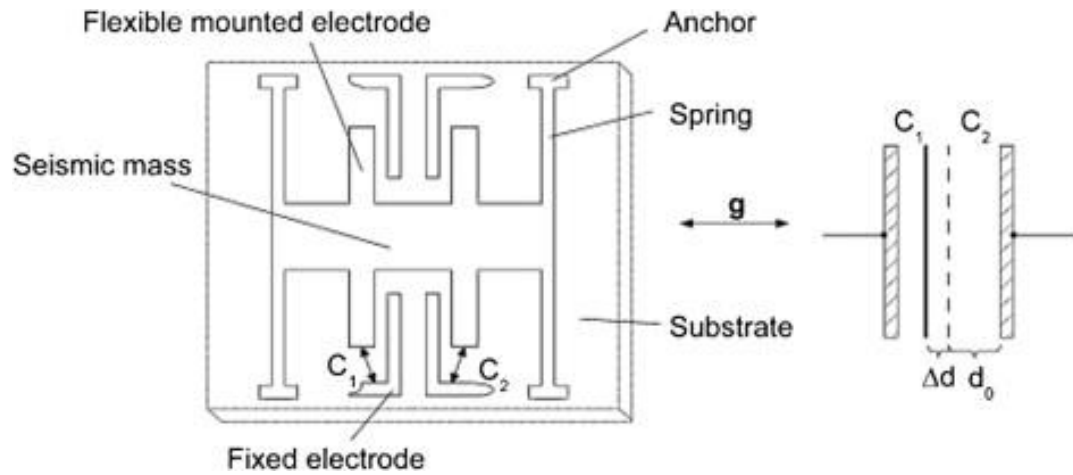 Flexible mounted electrode
Anchor
Spring
Seismic mass
C₁ C₂
g
Substrate
C₁ C₂
Δd d₀
Fixed electrode